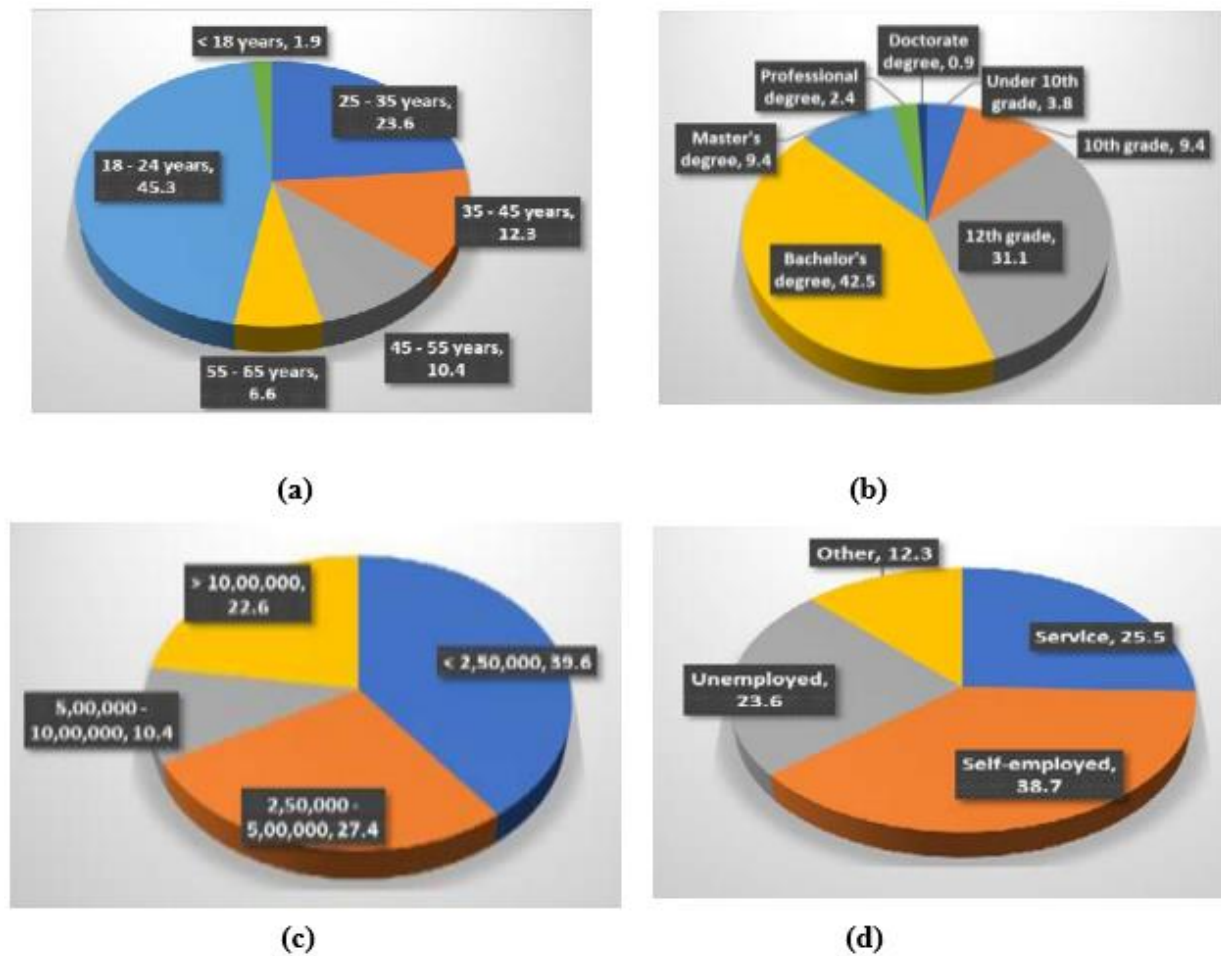 < 18 years, 1.9
25 - 35 years,
23.6
18 - 24 years,
45.3
35 - 45 years,
12.3
45 - 55 years,
10.4
55 - 65 years,
6.6
(a)
Doctorate
degree, 0.9
Professional
degree, 2.4
Under 10th
grade, 3.8
Master's
degree, 9.4
10th grade, 9.4
12th grade,
31.1
Bachelor's
degree, 42.5
(b)
> 10,00,000,
22.6
< 2,50,000, 39.6
5,00,000 -
10,00,000, 10.4
2,50,000 -
5,00,000, 27.4
(c)
Other, 12.3
Service, 25.5
Unemployed,
23.6
Self-employed,
38.7
(d)